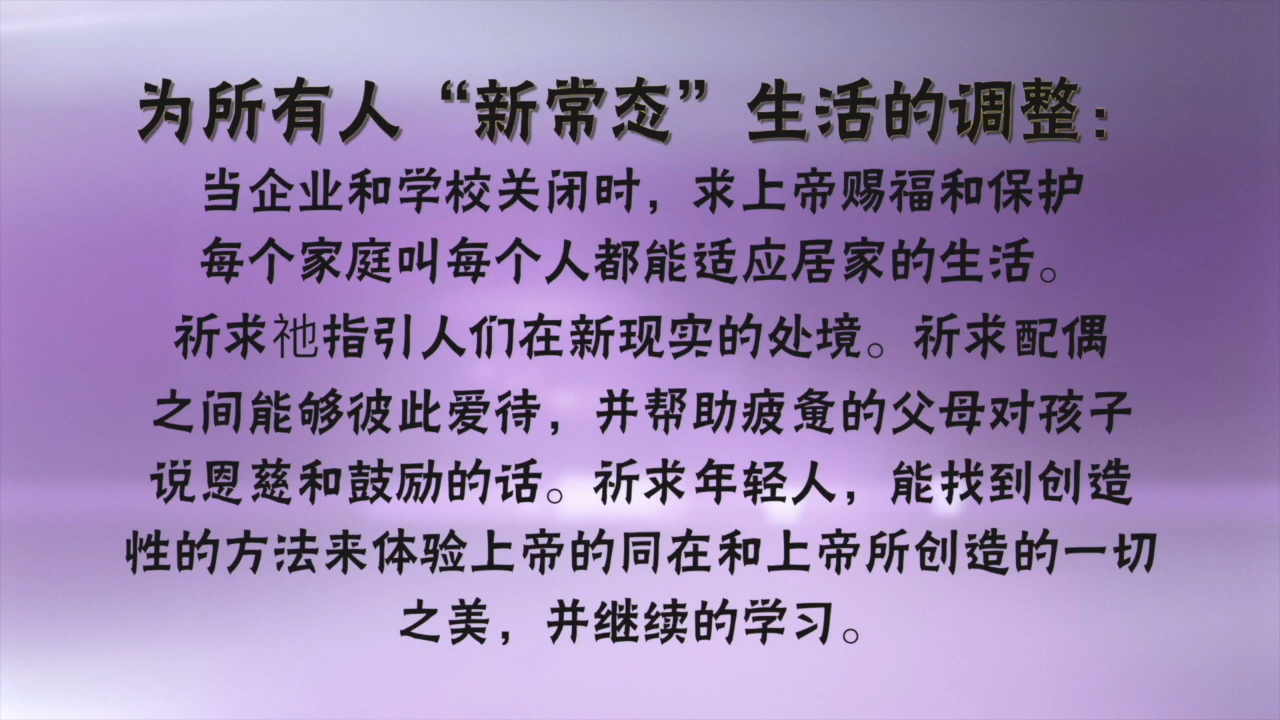 为所有人“新常态”生活的调整：
当企业和学校关闭时，求上帝赐福和保护
每个家庭叫每个人都能适应居家的生活。
祈求祂指引人们在新现实的处境。祈求配偶
之间能够彼此爱待，并帮助疲惫的父母对孩子
说恩慈和鼓励的话。祈求年轻人，能找到创造
性的方法来体验上帝的同在和上帝所创造的一切
之美，并继续的学习。